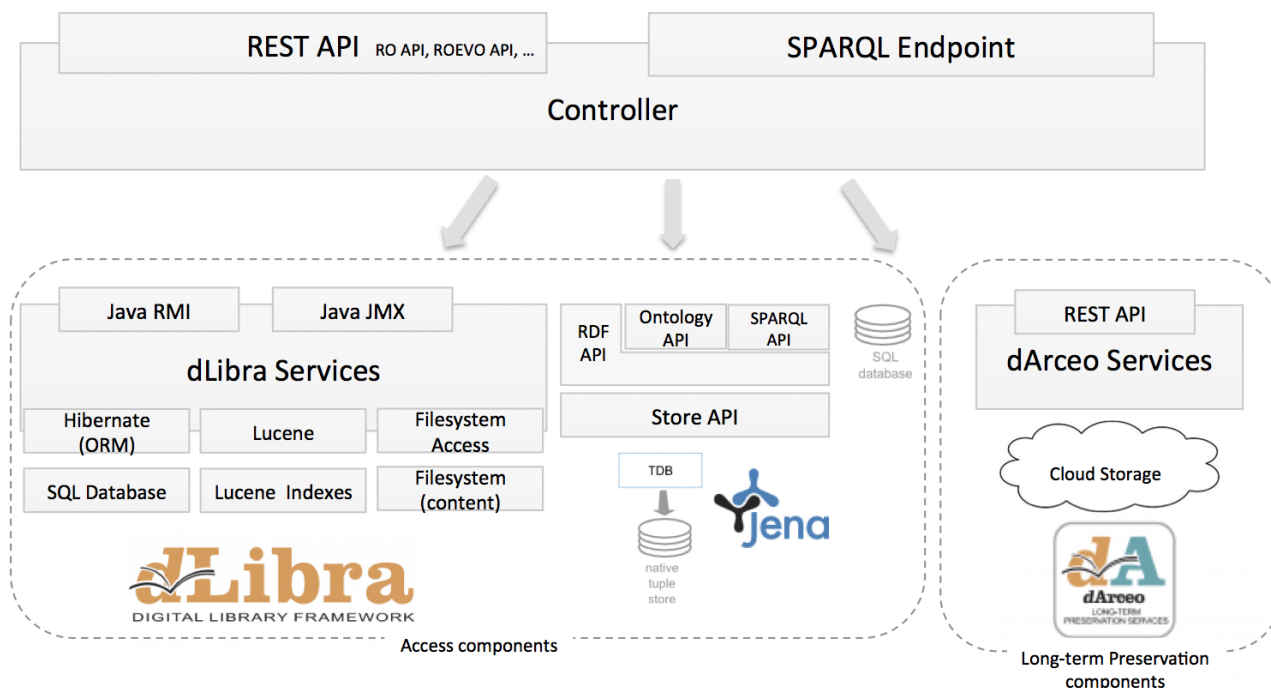 REST API RO API, ROEVO API, ...
SPARQL Endpoint
Controller
Java RMI
Java JMX
dLibra Services
Hibernate
(ORM)
Lucene
Filesystem
Access
SQL Database
Lucene Indexes
Filesystem
(content)
dLibra
DIGITAL LIBRARY FRAMEWORK
RDF
API
Ontology
API
SPARQL
API
Store API
TDB
native
tuple
store
Jena
SQL
database
Access components
REST API
dArceo Services
Cloud Storage
dA
dArceo
LONG-TERM
PRESERVATION SERVICES
Long-term Preservation
components